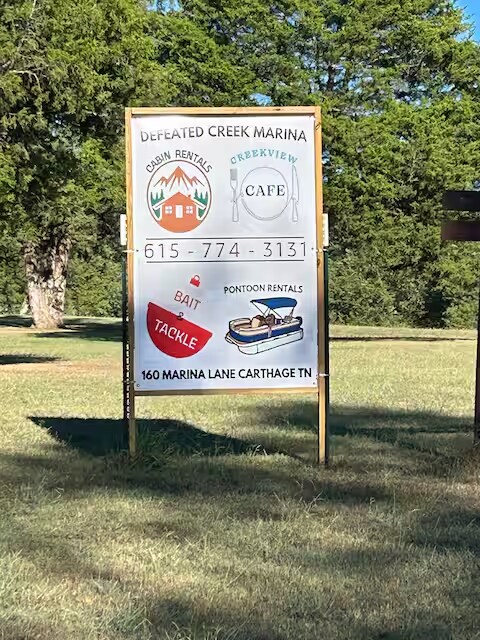 DEFEATED CREEK MARINA
CABIN RENTALS
CREEKVIEW
CAFE
615 - 774 - 3131
BAIT
&
TACKLE
PONTOON RENTALS
160 MARINA LANE CARTHAGE TN